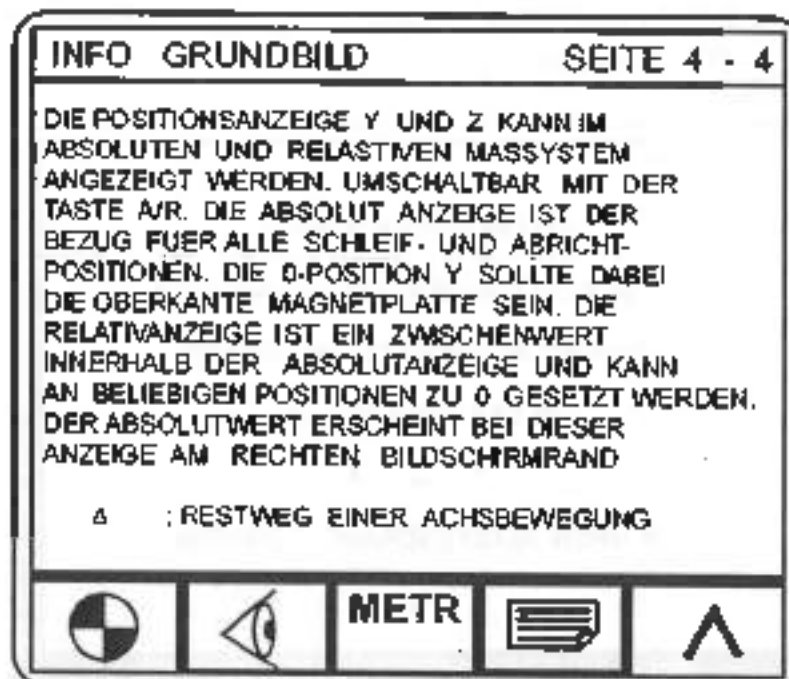 INFO GRUNDBILD SEITE 4 - 4
DIE POSITIONSANZEIGE Y UND Z KANN IM
ABSOLUTEN UND RELASTIVEN MASSYSTEM
ANGEZEIGT WERDEN. UMSCHALTBAR MIT DER
TASTE A/R. DIE ABSOLUT ANZEIGE IST DER
BEZUG FUER ALLE SCHLEIF- UND ABRICHT-
POSITIONEN. DIE 0-POSITION Y SOLLTE DABEI
DIE OBERKANTE MAGNETPLATTE SEIN. DIE
RELATIVANZEIGE IST EIN ZWISCHENWERT
INNERHALB DER ABSOLUTANZEIGE UND KANN
AN BELIEBIGEN POSITIONEN ZU 0 GESETZT WERDEN.
DER ABSOLUTWERT ERSCHEINT BEI DIESER
ANZEIGE AM RECHTEN BILDSCHIRMRAND
Δ : RESTWEG EINER ACHSBEWEGUNG
METR